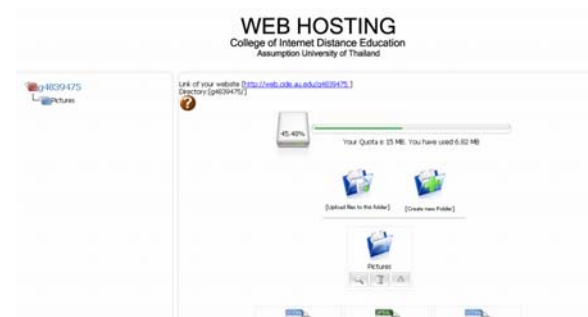 WEB HOSTING
College of Internet Distance Education
Assumption University of Thailand
g4839475
Pictures
Link of your website [http://web.cide.au.edu/g4839475 ]
Directory:[g4839475/]
?
45.48%
Your Quota is 15 MB. You have used 6.82 MB
[Upload files to this folder]
[Create new Folder]
Pictures